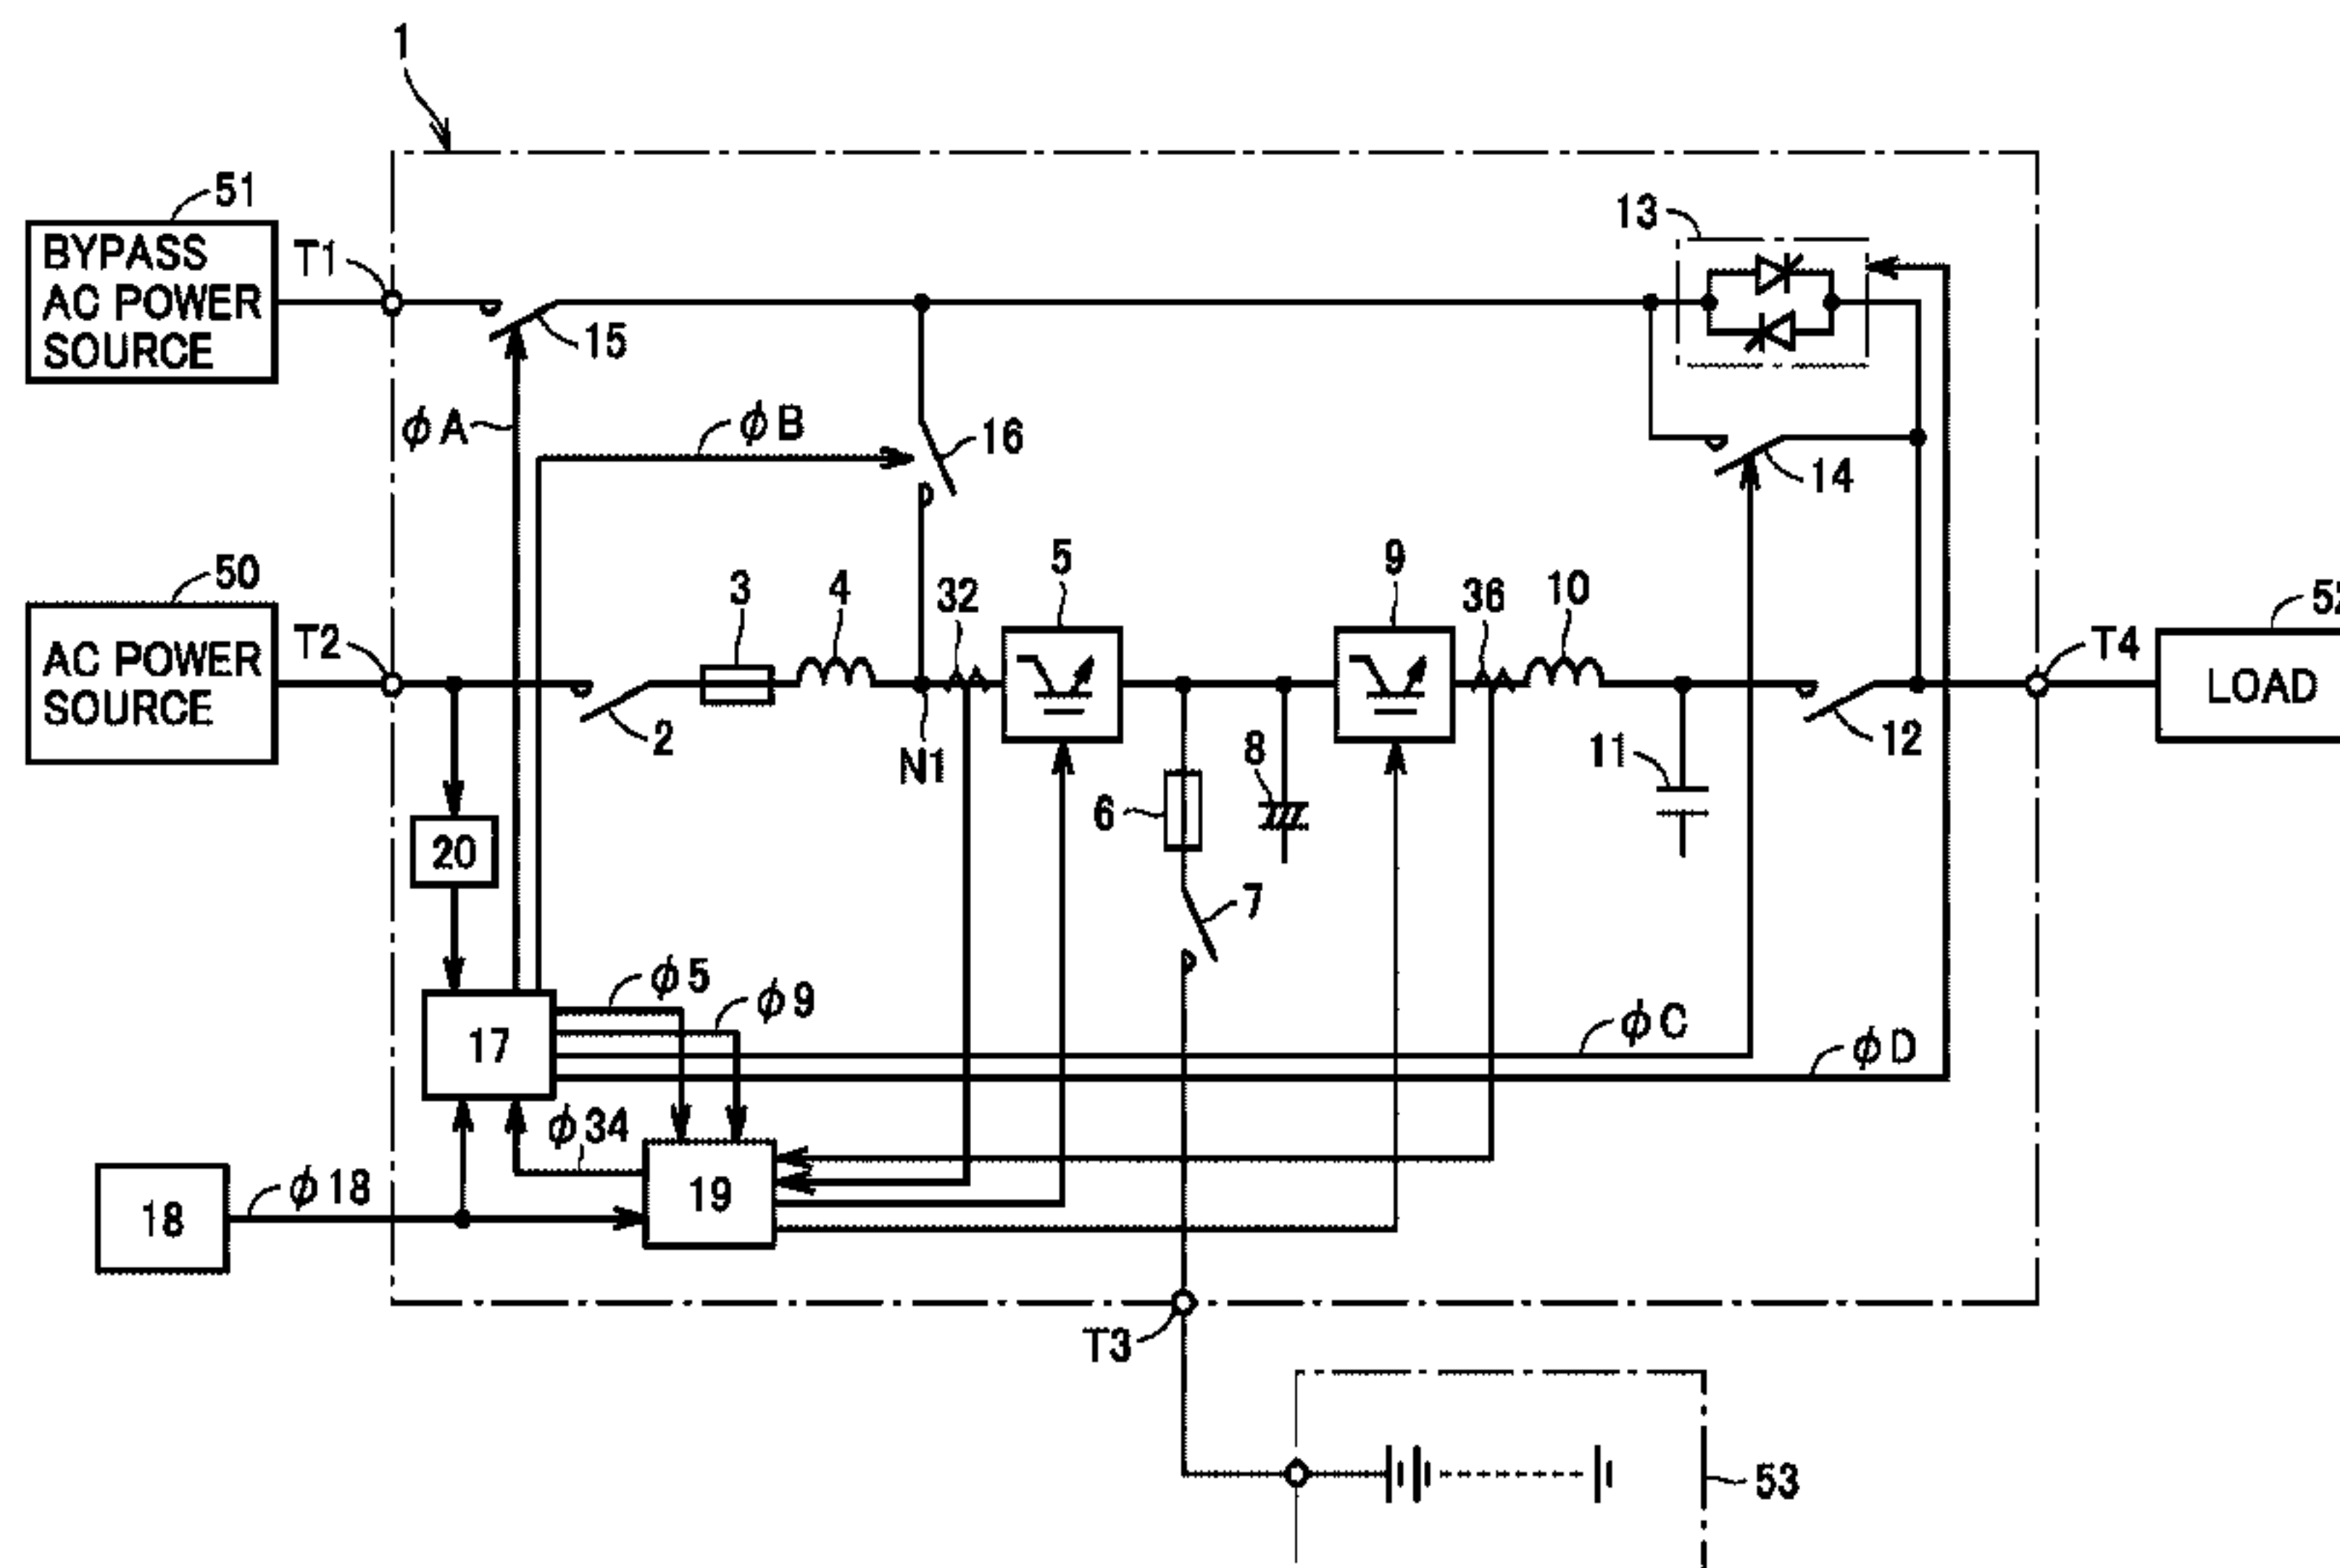 1
51
BYPASS
AC POWER
SOURCE
T1
15
13
φA
φB
16
14
50
AC POWER
SOURCE
T2
2
3
4
N1
32
5
9
36
10
6
8
7
11
12
T4
LOAD
20
φ5
φ9
17
φC
φD
φ34
18
φ18
19
T3
53